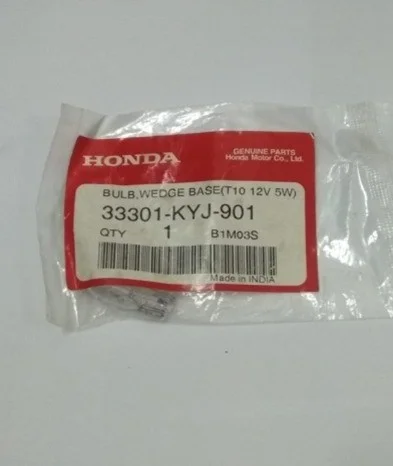 HONDA
GENUINE PARTS
Honda Motor Co., Ltd.
BULB,WEDGE BASE(T10 12V 5W)
33301-KYJ-901
QTY 1 B1M03S
Made in INDIA